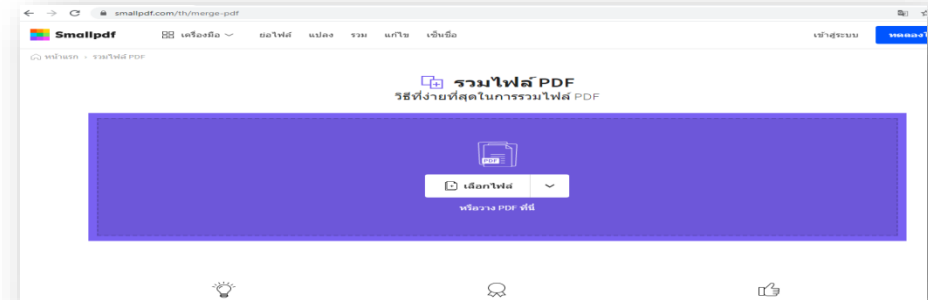 smallpdf.com/th/merge-pdf
Smallpdf เครื่องมือ ย่อไฟล์ แปลง รวม แก้ไข เซ็นชื่อ เข้าสู่ระบบ
หน้าแรก › รวมไฟล์ PDF
รวมไฟล์ PDF
วิธีที่ง่ายที่สุดในการรวมไฟล์ PDF
PDF
เลือกไฟล์
หรือวาง PDF ที่นี่